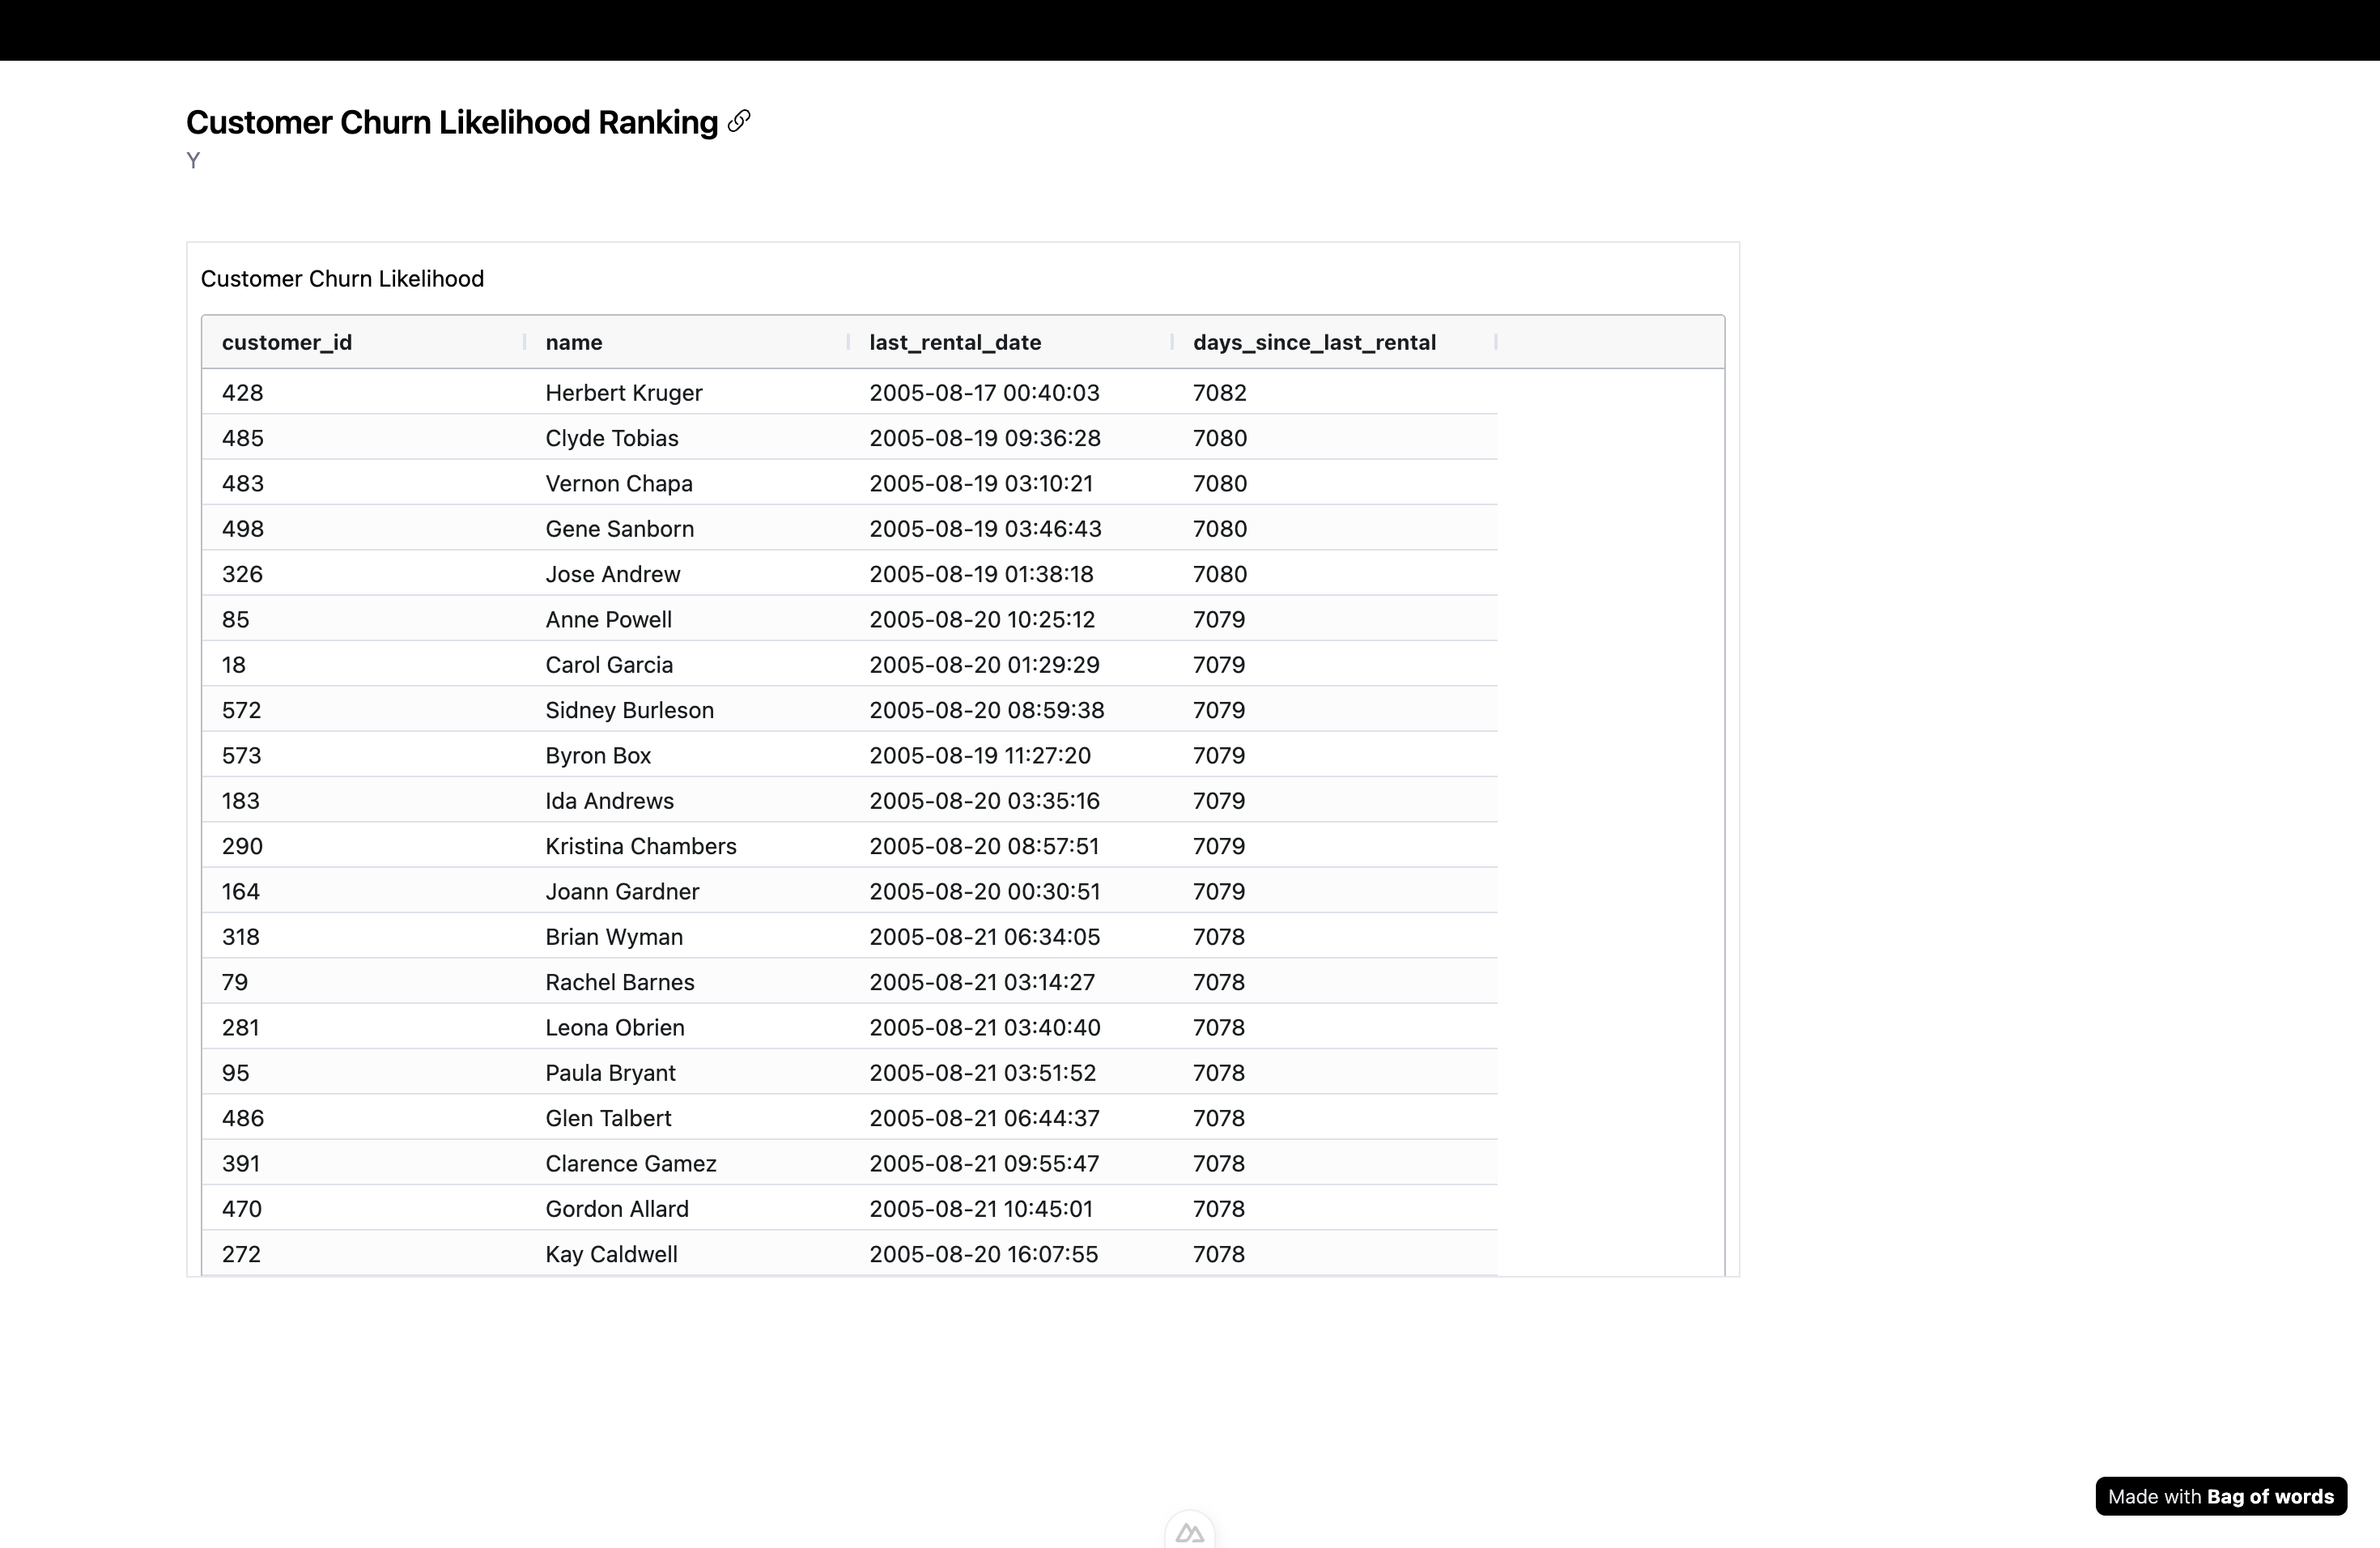 Customer Churn Likelihood Ranking
Y
Customer Churn Likelihood
customer_id name last_rental_date days_since_last_rental
428 Herbert Kruger 2005-08-17 00:40:03 7082
485 Clyde Tobias 2005-08-19 09:36:28 7080
483 Vernon Chapa 2005-08-19 03:10:21 7080
498 Gene Sanborn 2005-08-19 03:46:43 7080
326 Jose Andrew 2005-08-19 01:38:18 7080
85 Anne Powell 2005-08-20 10:25:12 7079
18 Carol Garcia 2005-08-20 01:29:29 7079
572 Sidney Burleson 2005-08-20 08:59:38 7079
573 Byron Box 2005-08-19 11:27:20 7079
183 Ida Andrews 2005-08-20 03:35:16 7079
290 Kristina Chambers 2005-08-20 08:57:51 7079
164 Joann Gardner 2005-08-20 00:30:51 7079
318 Brian Wyman 2005-08-21 06:34:05 7078
79 Rachel Barnes 2005-08-21 03:14:27 7078
281 Leona Obrien 2005-08-21 03:40:40 7078
95 Paula Bryant 2005-08-21 03:51:52 7078
486 Glen Talbert 2005-08-21 06:44:37 7078
391 Clarence Gamez 2005-08-21 09:55:47 7078
470 Gordon Allard 2005-08-21 10:45:01 7078
272 Kay Caldwell 2005-08-20 16:07:55 7078
Made with Bag of words